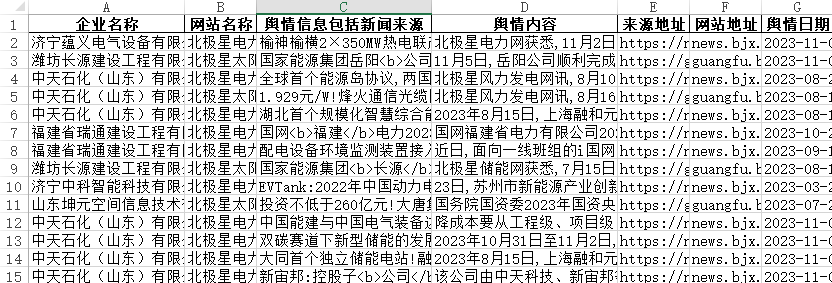 A B C D E F G
1 企业名称 网站名称 舆情信息包括新闻来源 舆情内容 来源地址 网站地址 舆情日期
2 济宁蕴义电气设备有限 北极星电力 榆神榆横2×350MW热电联产 北极星电力网获悉,11月2日 https://n news.bjx. 2023-11-0
3 潍坊长源建设工程有限 北极星太阳 国家能源集团岳阳<b>公司 11月5日,岳阳公司顺利完成 https://g guangfu.b 2023-11-0
4 中天石化（山东）有限 北极星电力 全球首个能源岛协议,两国 北极星风力发电网讯,8月10 https://n news.bjx. 2023-08-1
5 中天石化（山东）有限 北极星太阳 1.929元/W!烽火通信光缆 北极星风力发电网讯,8月16 https://g guangfu.b 2023-08-1
6 中天石化（山东）有限 北极星电力 湖北首个规模化智慧综合能 2023年8月15日,上海融和元 https://n news.bjx. 2023-08-1
7 福建省瑞通建设工程有 北极星电力 国网<b>福建</b>电力2023 国网福建省电力有限公司20 https://n news.bjx. 2023-10-2
8 福建省瑞通建设工程有 北极星电力 配电设备环境监测装置接入 近日,面向一线班组的i国网 https://n news.bjx. 2023-09-1
9 潍坊长源建设工程有限 北极星太阳 国家能源集团<b>长源</b> 北极星储能网获悉,7月15日 https://g guangfu.b 2023-08-1
10 济宁中科智能科技有限 北极星电力 EVTank:2022年中国动力电 23日,苏州市新能源产业创新 https://n news.bjx. 2023-03-2
11 山东坤元空间信息技术 北极星太阳 投资不低于260亿元!大唐集 国务院国资委2023年国资央 https://g guangfu.b 2023-07-2
12 中天石化（山东）有限 北极星电力 中国能建与中国电气装备达 降成本要从工程级、项目级 https://n news.bjx. 2023-11-0
13 中天石化（山东）有限 北极星电力 双碳赛道下新型储能的发展 2023年10月31日至11月2日, https://n news.bjx. 2023-11-0
14 中天石化（山东）有限 北极星电力 大同首个独立储能电站!融 2023年8月15日,上海融和元 https://n news.bjx. 2023-08-1
15 中天石化（山东）有限 北极星电力 新宙邦:控股子<b>公司</b 该公司由中天科技、新宙邦等 https://n news.bjx. 2023-11-0